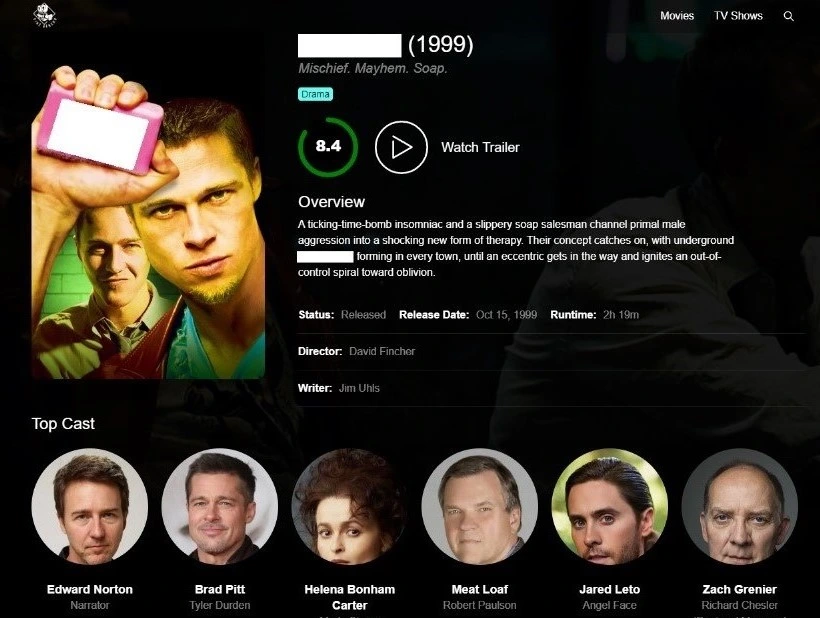 Movies TV Shows
(1999)
Mischief. Mayhem. Soap.
Drama
8.4 Watch Trailer
Overview
A ticking-time-bomb insomniac and a slippery soap salesman channel primal male
aggression into a shocking new form of therapy. Their concept catches on, with underground
forming in every town, until an eccentric gets in the way and ignites an out-of-
control spiral toward oblivion.
Status: Released Release Date: Oct 15, 1999 Runtime: 2h 19m
Director: David Fincher
Writer: Jim Uhls
Top Cast
Edward Norton Brad Pitt Helena Bonham Meat Loaf Jared Leto Zach Grenier
Narrator Tyler Durden Carter Robert Paulson Angel Face Richard Chesler